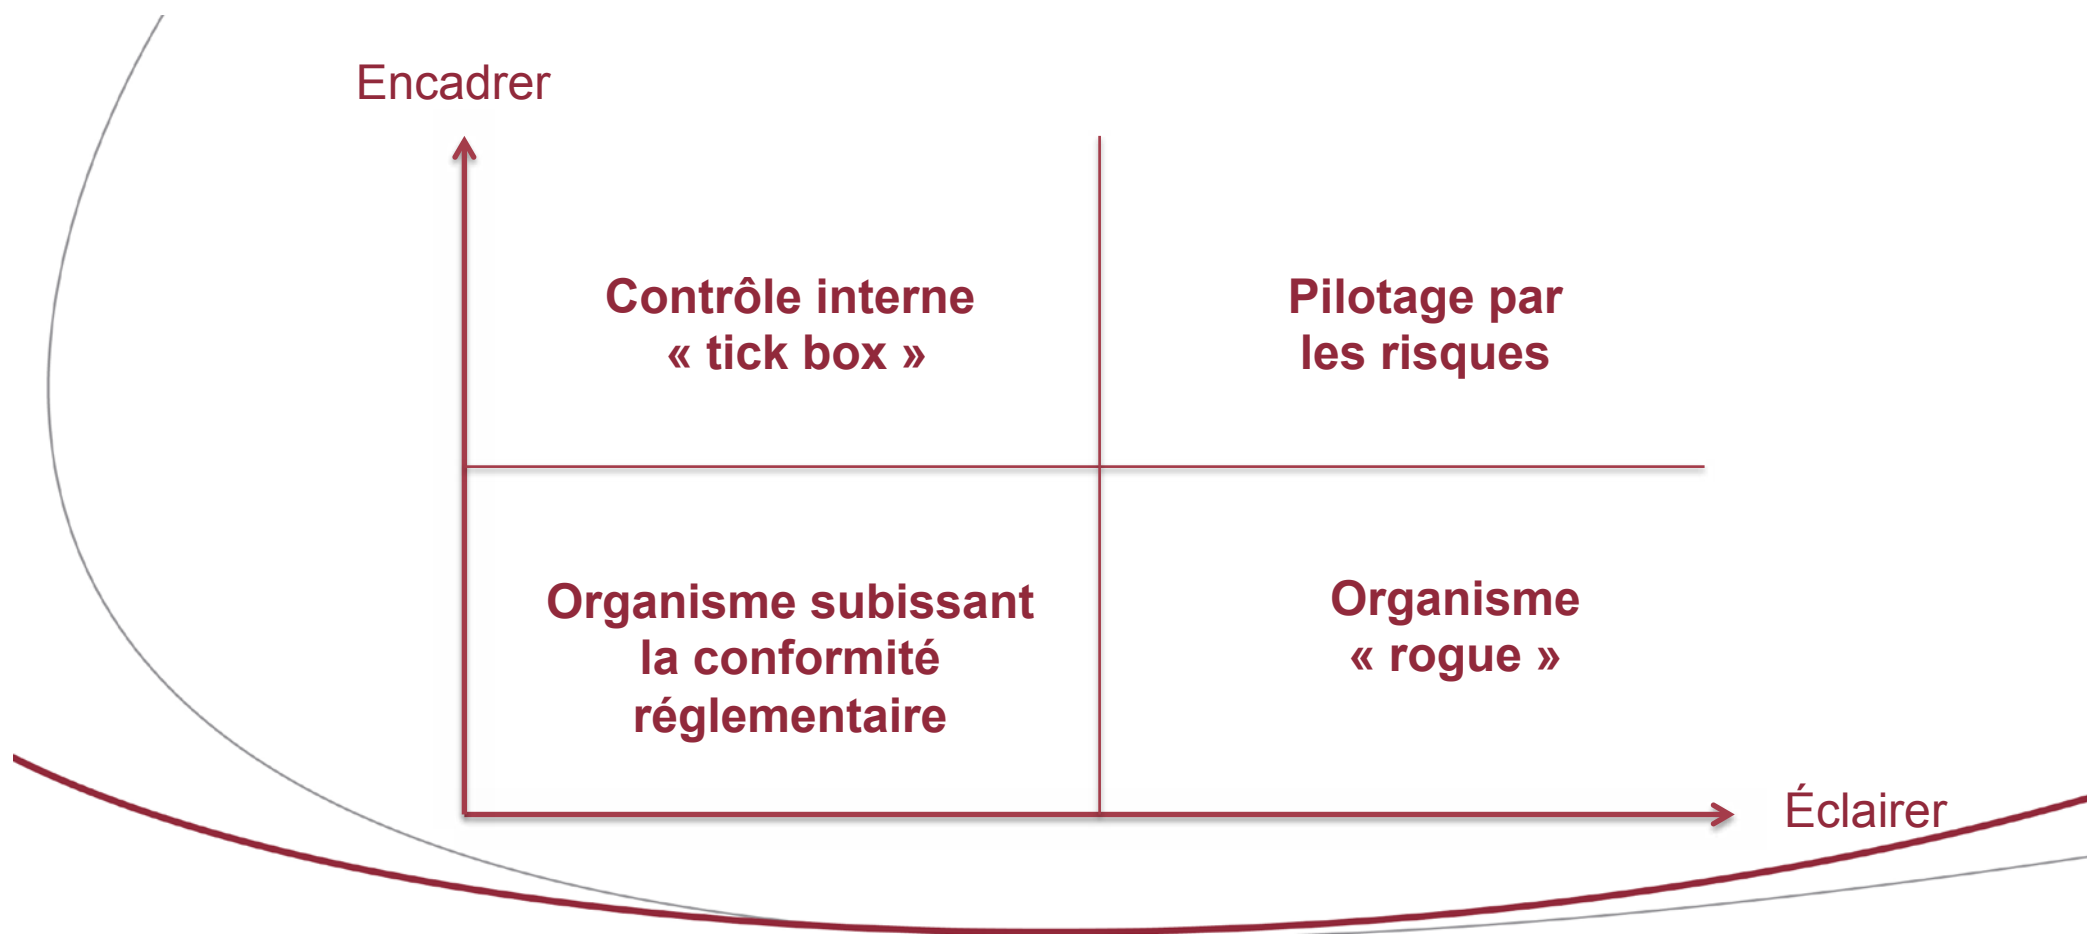 Encadrer
Contrôle interne
« tick box »
Pilotage par
les risques
Organisme subissant
la conformité
réglementaire
Organisme
« rogue »
Éclairer